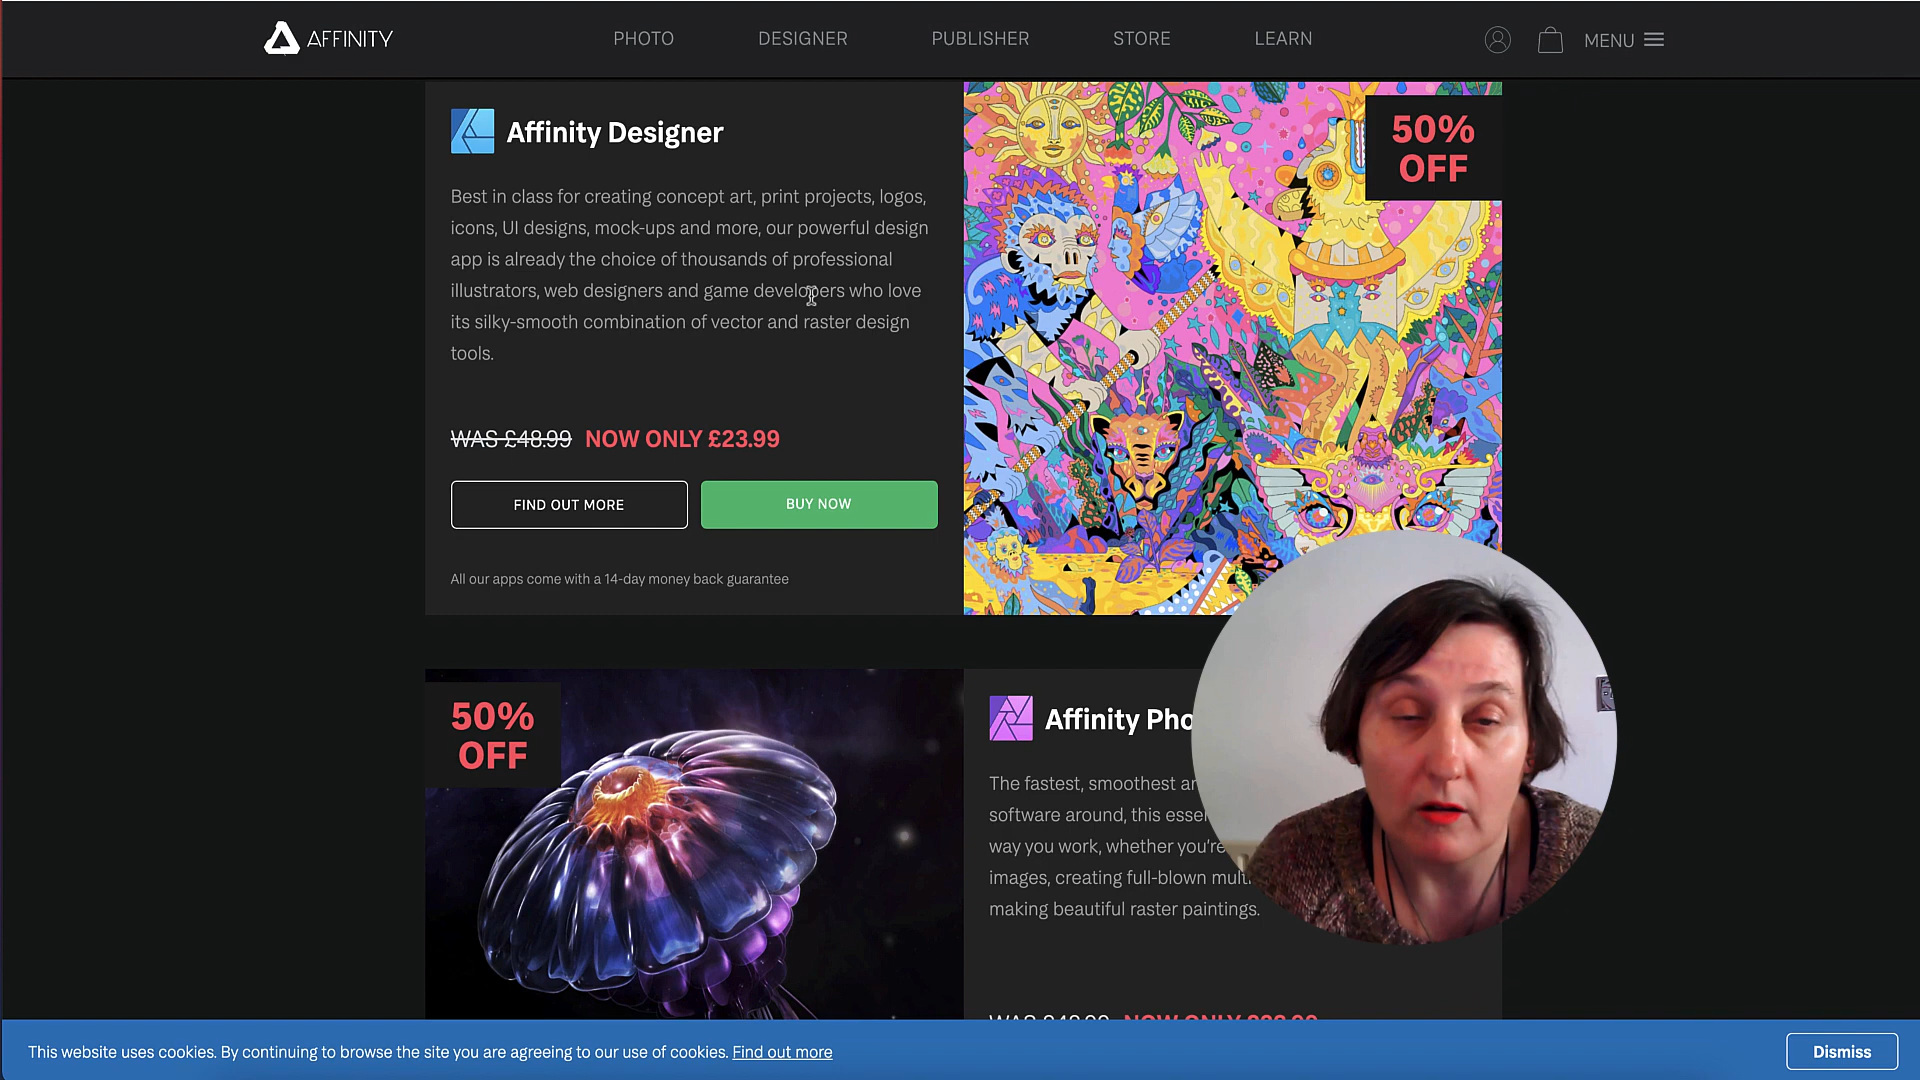 AFFINITY
PHOTO
DESIGNER
PUBLISHER
STORE
LEARN
MENU
Affinity Designer
Best in class for creating concept art, print projects, logos,
icons, UI designs, mock-ups and more, our powerful design
app is already the choice of thousands of professional
illustrators, web designers and game developers who love
its silky-smooth combination of vector and raster design
tools.
WAS £48.99 NOW ONLY £23.99
FIND OUT MORE
BUY NOW
All our apps come with a 14-day money back guarantee
50%
OFF
50%
OFF
Affinity Pho
The fastest, smoothest
software around, this
way you work, whether you're
images, creating full-blown
making beautiful raster paintings.
NOW ONLY
This website uses cookies. By continuing to browse the site you are agreeing to our use of cookies. Find out more
Dismiss